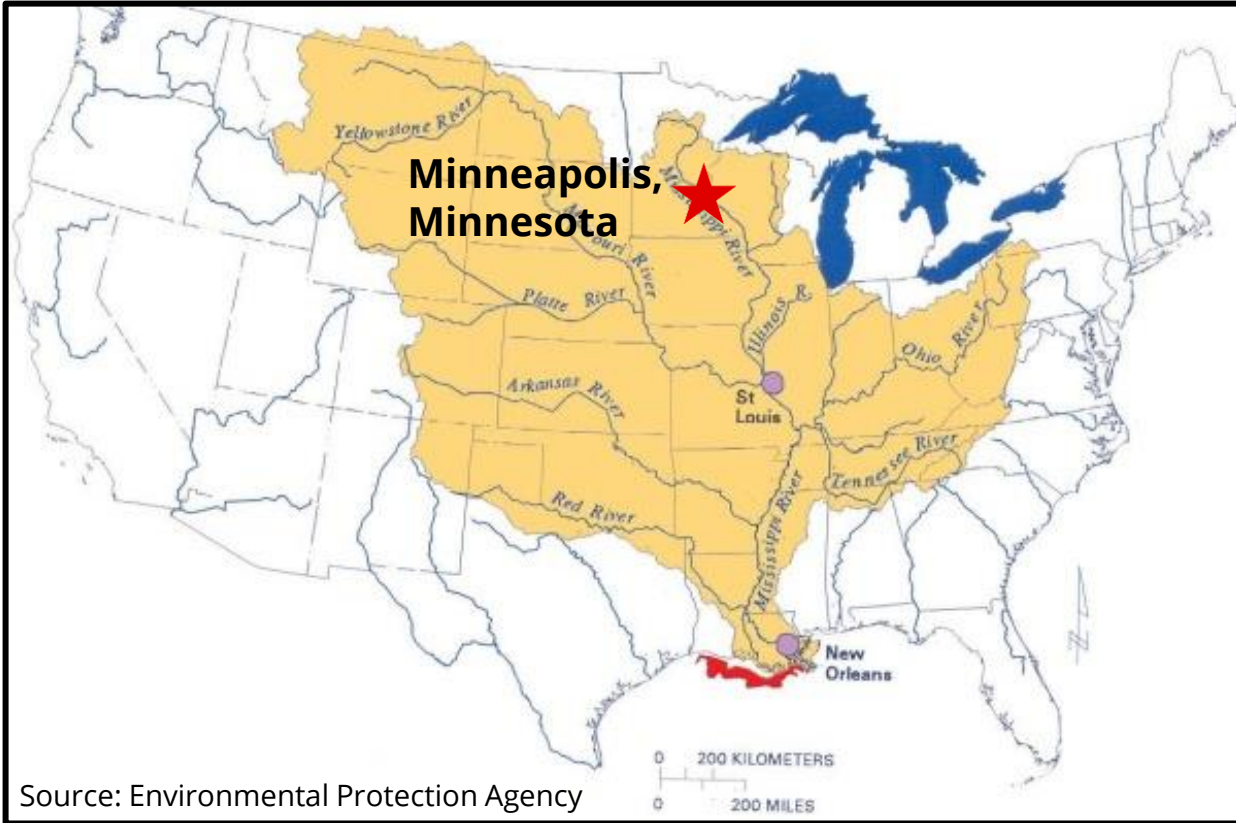 Yellowstone River
Minneapolis,
Minnesota
Mississippi River
Missouri River
Platte River
Illinois R.
Ohio River
Arkansas River
St
Louis
Tennessee River
Red River
Mississippi River
New
Orleans
N
0 200 KILOMETERS
0 200 MILES
Source: Environmental Protection Agency